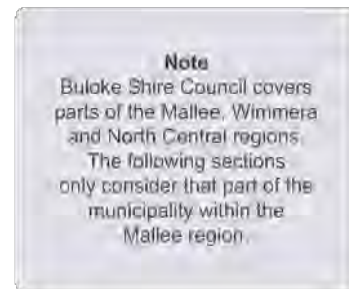 Note
Buloke Shire Council covers
parts of the Mallee, Wimmera
and North Central regions.
The following sections
only consider that part of the
municipality within the
Mallee region.